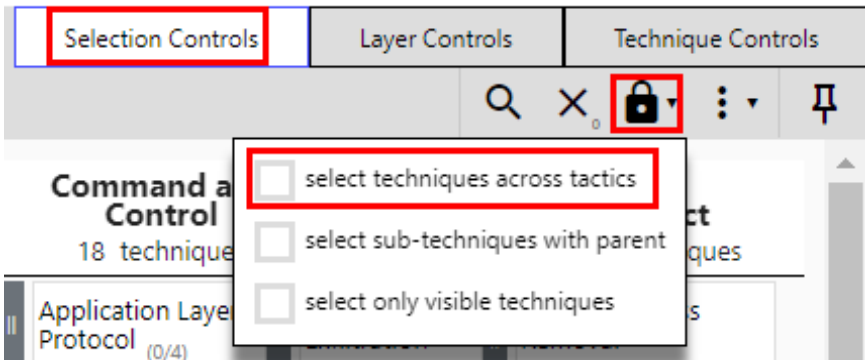 Selection Controls
Layer Controls
Technique Controls
0
select techniques across tactics
select sub-techniques with parent
select only visible techniques
Command a
Control
18 technique
ct
ques
Application Laye
Protocol (0/4)
s